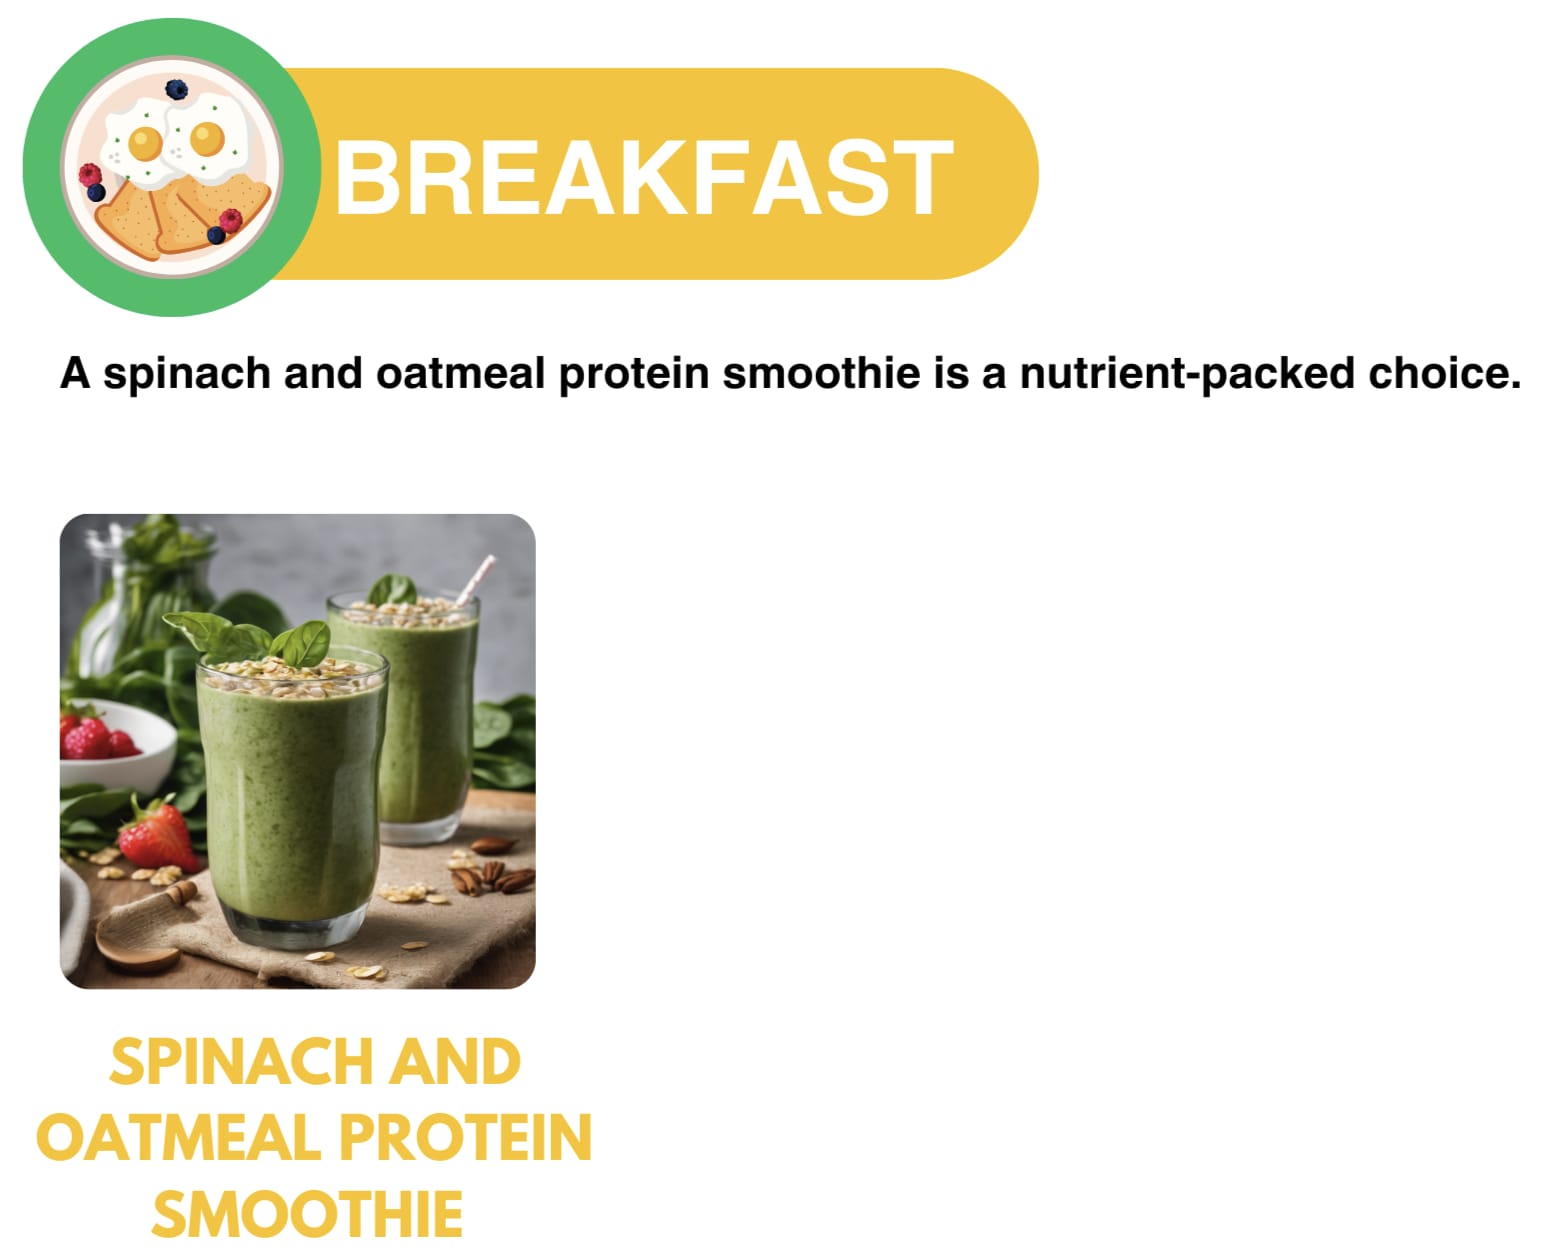 BREAKFAST
A spinach and oatmeal protein smoothie is a nutrient-packed choice.
SPINACH AND
OATMEAL PROTEIN
SMOOTHIE